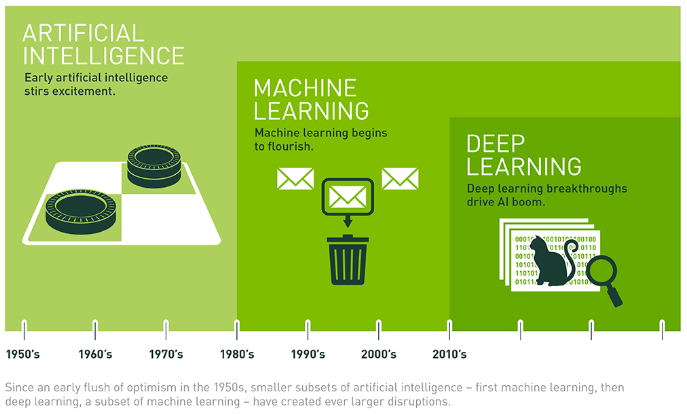 ARTIFICIAL
INTELLIGENCE
Early artificial intelligence
stirs excitement.
MACHINE
LEARNING
Machine learning begins
to flourish.
DEEP
LEARNING
Deep learning breakthroughs
drive AI boom.
1950's
1960's
1970's
1980's
1990's
2000's
2010's
Since an early flush of optimism in the 1950s, smaller subsets of artificial intelligence – first machine learning, then
deep learning, a subset of machine learning – have created ever larger disruptions.